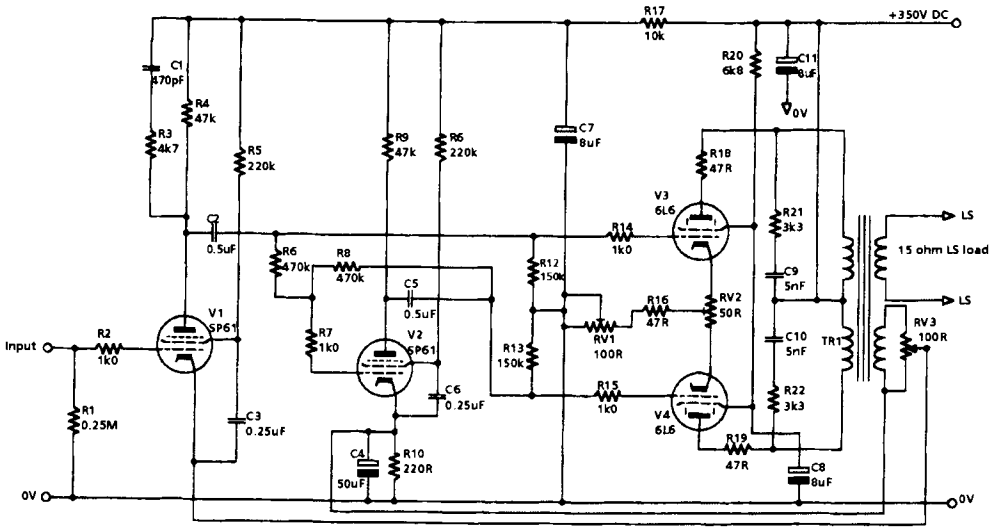 R17
10k
+350V DC
C1
470pF
R20
6k8
C11
8uF
0V
R4
47k
R3
4k7
R5
220k
R9
47k
R6
220k
C7
8uF
R18
47R
V3
6L6
C2
0.5uF
R14
1k0
R21
3k3
LS
15 ohm LS load
R6
470k
R8
470k
R12
150k
C9
5nF
C5
0.5uF
R16
47R
RV2
50R
LS
V1
SP61
R2
1k0
Input
R7
1k0
V2
SP61
R13
150k
RV1
100R
C10
5nF
TR1
RV3
100R
R1
0.25M
C3
0.25uF
C6
0.25uF
R15
1k0
V4
6L6
R22
3k3
C4
50uF
R10
220R
R19
47R
C8
8uF
0V
0V